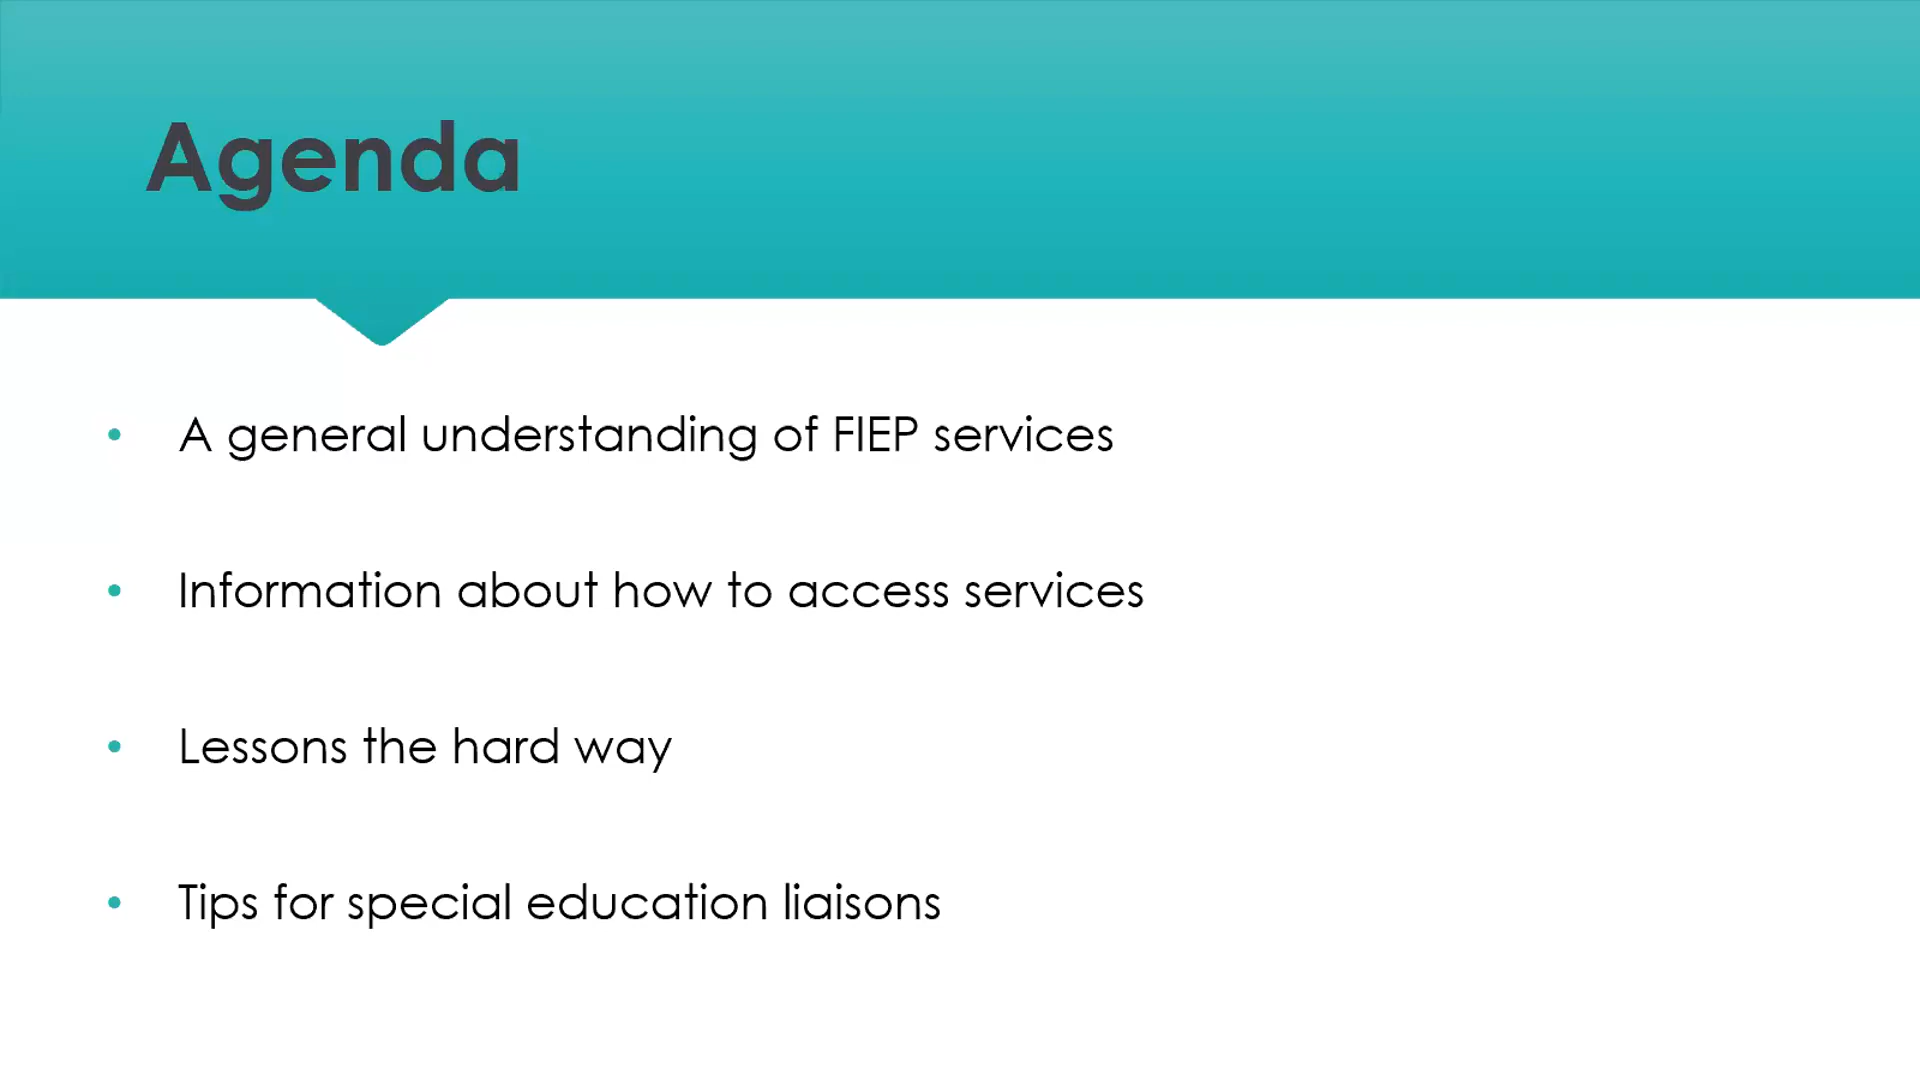 Agenda
• A general understanding of FIEP services
• Information about how to access services
• Lessons the hard way
• Tips for special education liaisons